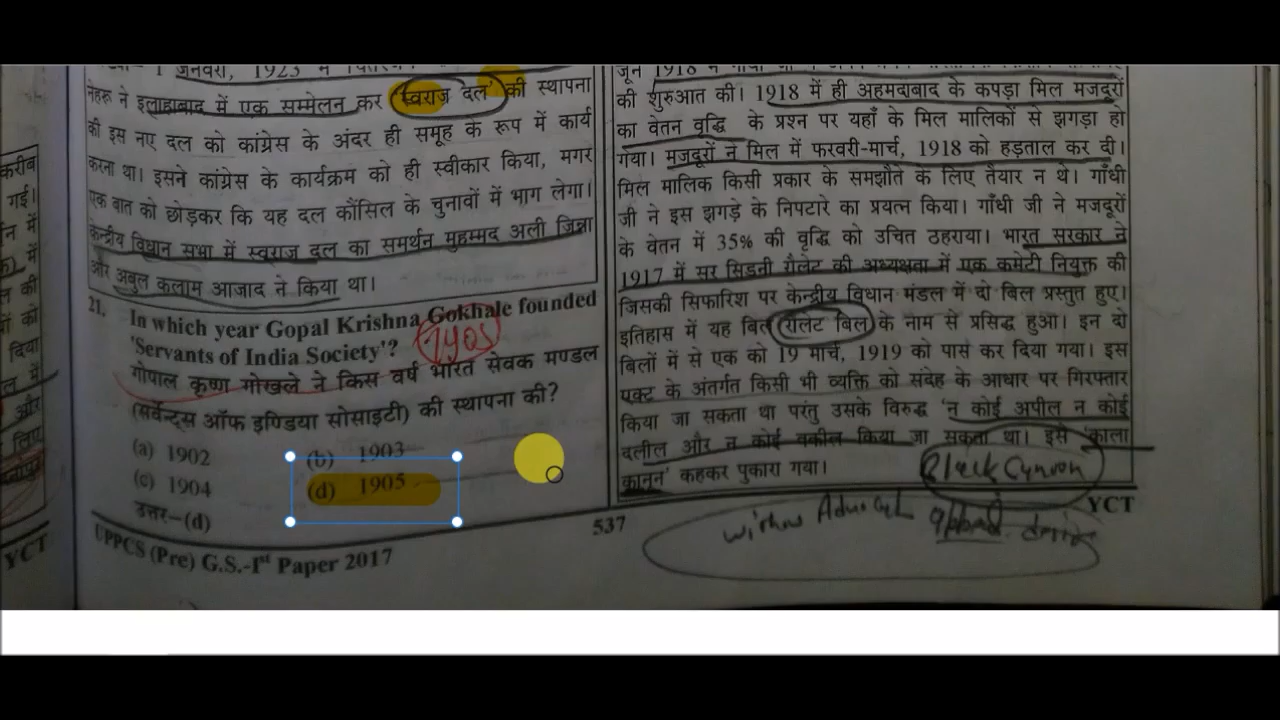 करीब
गई।
में
में
की
को
दिया
में
और
लिए
YCT
1 जनवरी, 1923 में
नेहरू ने इलाहाबाद में एक सम्मेलन कर 'स्वराज दल' की स्थापना
की इस नए दल को कांग्रेस के अंदर ही समूह के रूप में कार्य
करना था। इसने कांग्रेस के कार्यक्रम को ही स्वीकार किया, मगर
एक बात को छोड़कर कि यह दल कौंसिल के चुनावों में भाग लेगा।
केन्द्रीय विधान सभा में स्वराज दल का समर्थन मुहम्मद अली जिन्ना
और अबुल कलाम आजाद ने किया था।
21. In which year Gopal Krishna Gokhale founded
'Servants of India Society'? 1905
गोपाल कृष्ण गोखले ने किस वर्ष भारत सेवक मण्डल
(सर्वेन्ट्स ऑफ इण्डिया सोसाइटी) की स्थापना की?
(a) 1902 (b) 1903
(c) 1904 (d) 1905
उत्तर–(d)
UPPCS (Pre) G.S.-Ist Paper 2017
537
जून 1918 में
की शुरुआत की। 1918 में ही अहमदाबाद के कपड़ा मिल मजदूरों
का वेतन वृद्धि के प्रश्न पर यहाँ के मिल मालिकों से झगड़ा हो
गया। मजदूरों ने मिल में फरवरी-मार्च, 1918 को हड़ताल कर दी।
मिल मालिक किसी प्रकार के समझौते के लिए तैयार न थे। गाँधी
जी ने इस झगड़े के निपटारे का प्रयत्न किया। गाँधी जी ने मजदूरों
के वेतन में 35% की वृद्धि को उचित ठहराया। भारत सरकार ने
1917 में सर सिडनी रौलेट की अध्यक्षता में एक कमेटी नियुक्त की
जिसकी सिफारिश पर केन्द्रीय विधान मंडल में दो बिल प्रस्तुत हुए।
इतिहास में यह बिल रौलेट बिल के नाम से प्रसिद्ध हुआ। इन दो
बिलों में से एक को 19 मार्च, 1919 को पास कर दिया गया। इस
एक्ट के अंतर्गत किसी भी व्यक्ति को संदेह के आधार पर गिरफ्तार
किया जा सकता था परंतु उसके विरुद्ध 'न कोई अपील न कोई
दलील और न कोई वकील किया जा सकता था। इसे 'काला
कानून' कहकर पुकारा गया।
Black
YCT